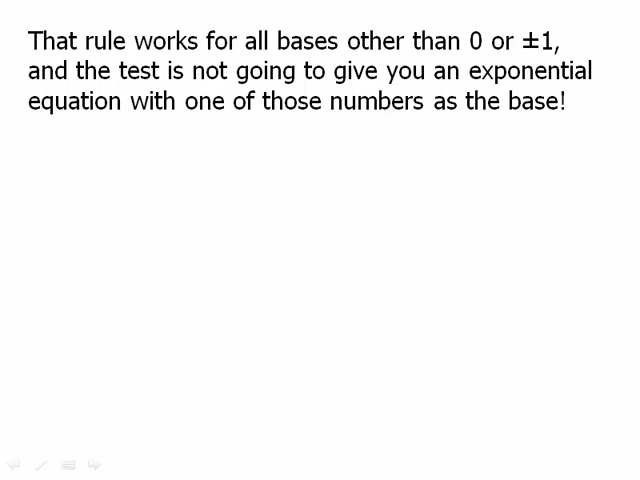 That rule works for all bases other than 0 or ±1,
and the test is not going to give you an exponential
equation with one of those numbers as the base!